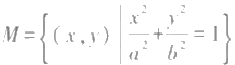 M = { ( x , y ) | x²/a² + y²/b² = 1 }